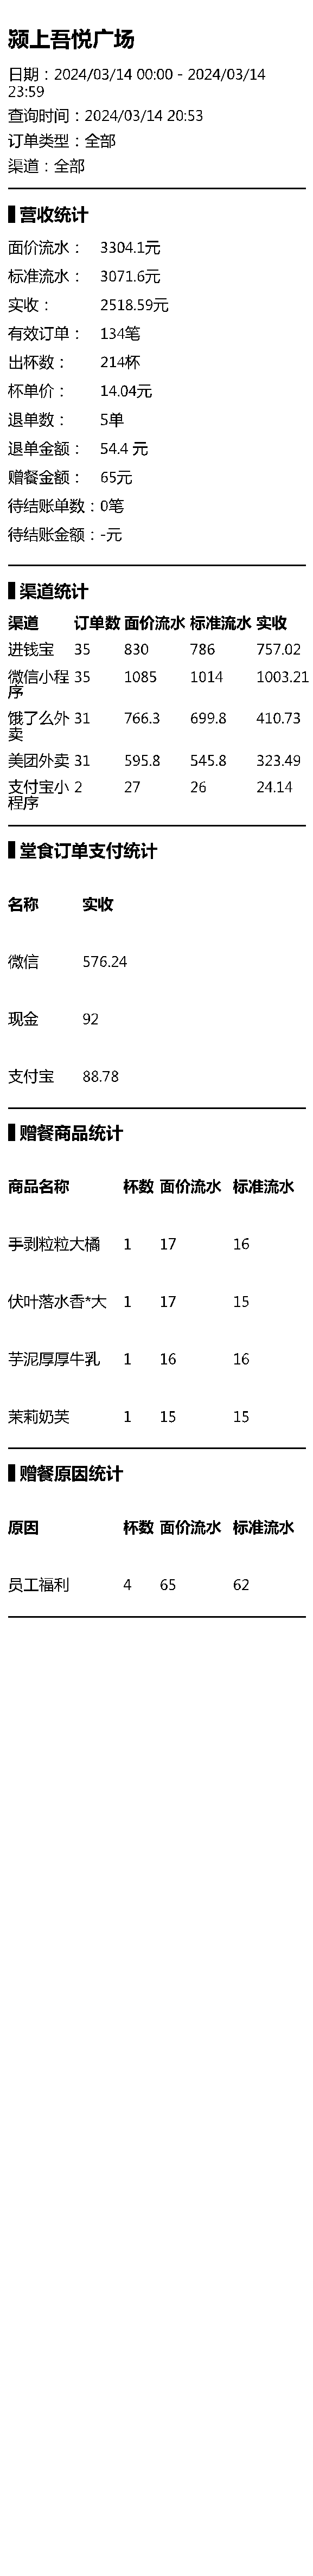 颍上吾悦广场
日期：2024/03/14 00:00 - 2024/03/14
23:59
查询时间：2024/03/14 20:53
订单类型：全部
渠道：全部
营收统计
面价流水： 3304.1元
标准流水： 3071.6元
实收： 2518.59元
有效订单： 134笔
出杯数： 214杯
杯单价： 14.04元
退单数： 5单
退单金额： 54.4 元
赠餐金额： 65元
待结账单数：0笔
待结账金额：-元
渠道统计
渠道 订单数 面价流水 标准流水 实收
进钱宝 35 830 786 757.02
微信小程 35 1085 1014 1003.21
序
饿了么外 31 766.3 699.8 410.73
卖
美团外卖 31 595.8 545.8 323.49
支付宝小 2 27 26 24.14
程序
堂食订单支付统计
名称 实收
微信 576.24
现金 92
支付宝 88.78
赠餐商品统计
商品名称 杯数 面价流水 标准流水
手剥粒粒大橘 1 17 16
伏叶落水香*大 1 17 15
芋泥厚厚牛乳 1 16 16
茉莉奶芙 1 15 15
赠餐原因统计
原因 杯数 面价流水 标准流水
员工福利 4 65 62